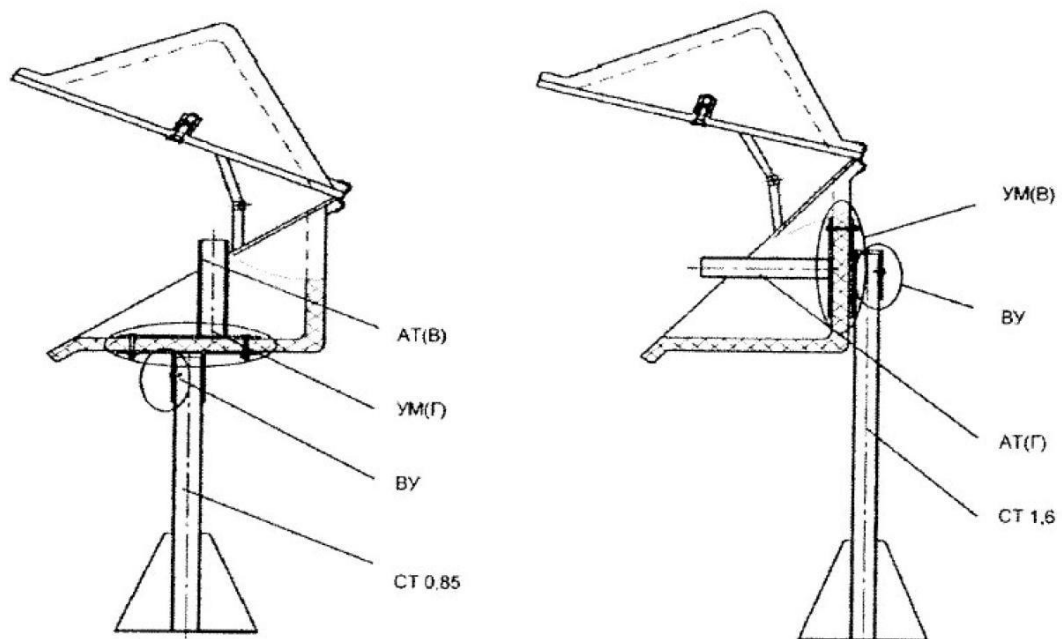 АТ(В)
УМ(Г)
ВУ
СТ 0,85
УМ(В)
ВУ
АТ(Г)
СТ 1,6